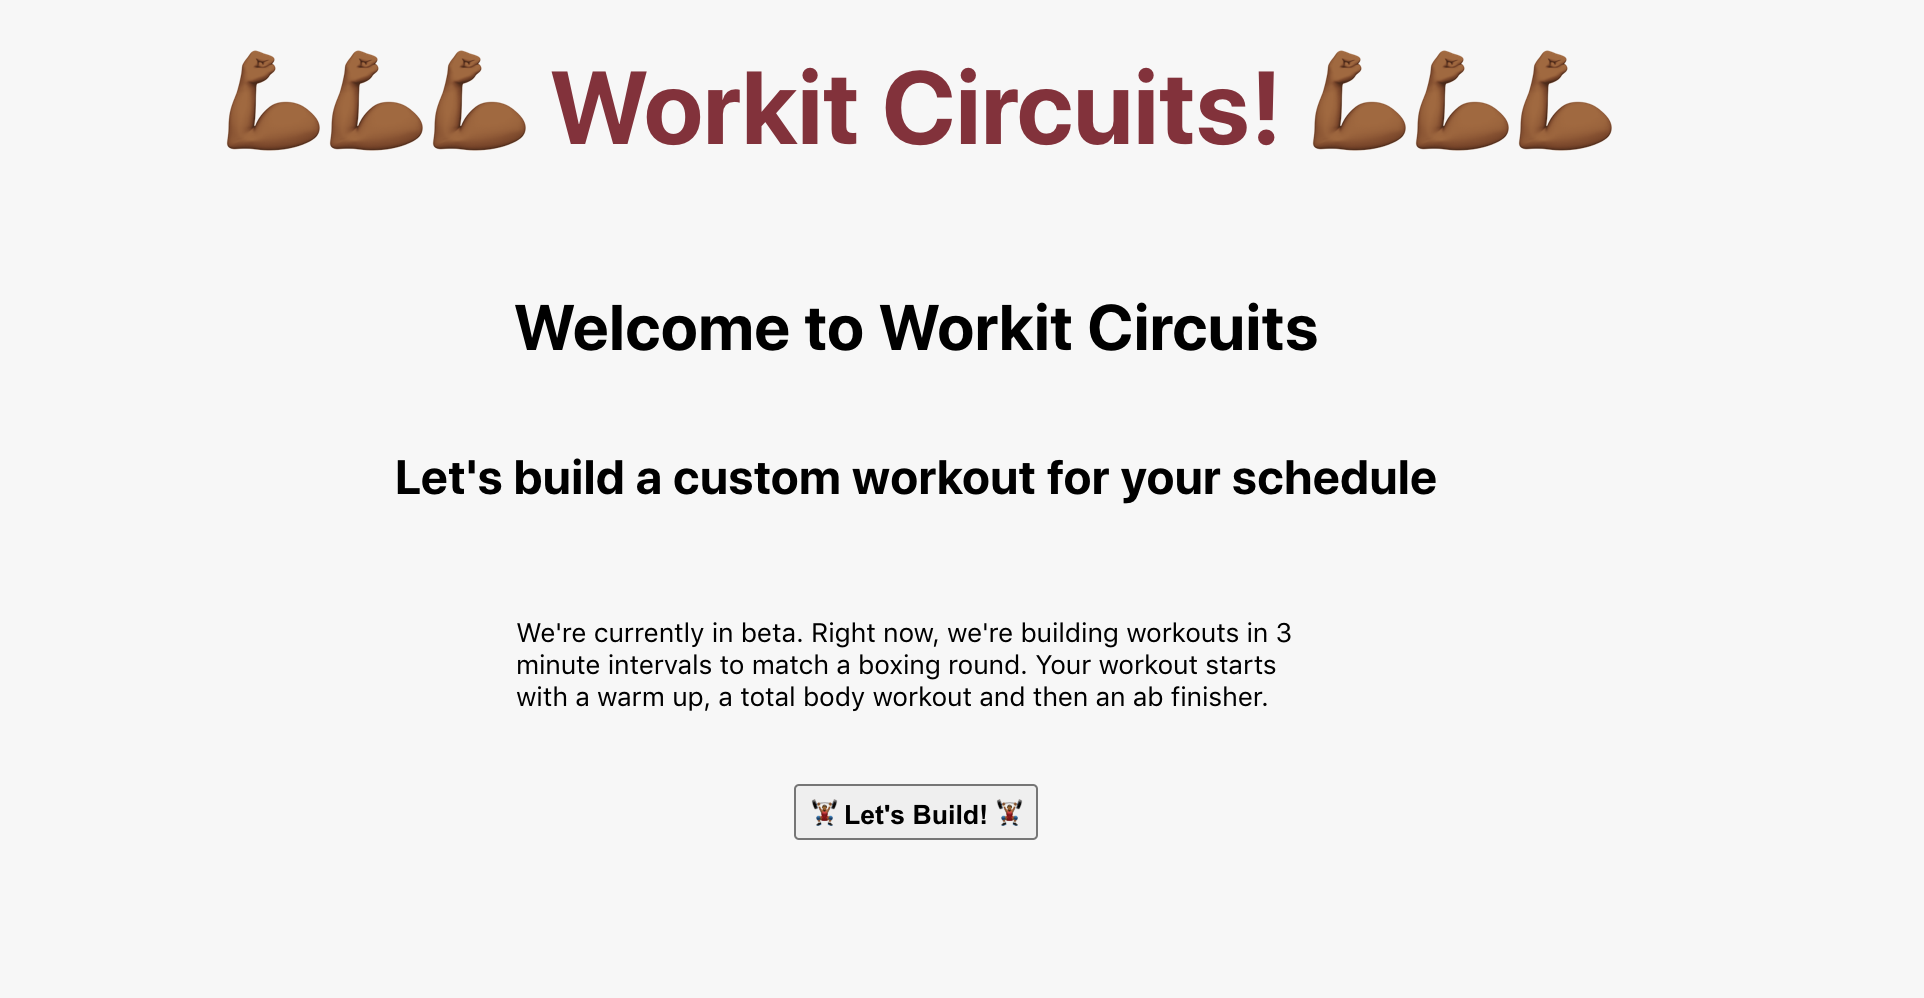 💪🏾💪🏾💪🏾 Workit Circuits! 💪🏾💪🏾💪🏾
Welcome to Workit Circuits
Let's build a custom workout for your schedule
We're currently in beta. Right now, we're building workouts in 3
minute intervals to match a boxing round. Your workout starts
with a warm up, a total body workout and then an ab finisher.
🏋🏾 Let's Build! 🏋🏾